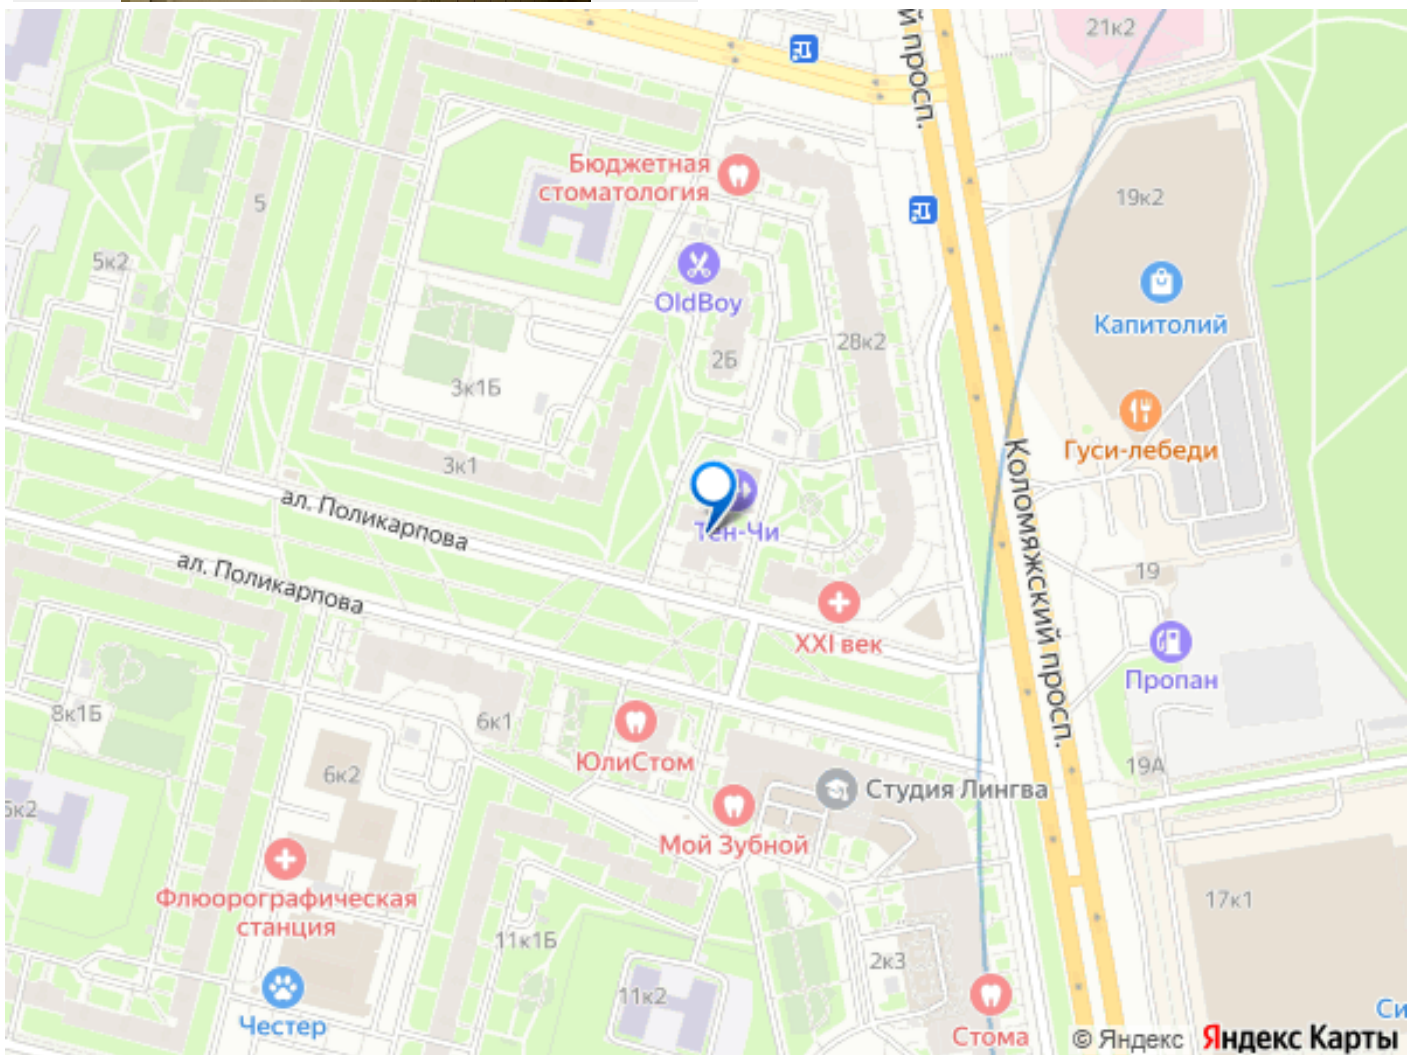 й просп.
21к2
Бюджетная
стоматология
19к2
5
5к2
OldBoy
Капитолий
28к2
2Б
3к1Б
Гуси-лебеди
3к1
ал. Поликарпова
Тен-Чи
Коломяжский просп.
ал. Поликарпова
19
XXI век
Пропан
8к1Б
6к1
ЮлиСтом
6к2
19А
Студия Лингва
5к2
Мой Зубной
Флюорографическая
станция
17к1
11к1Б
2к3
11к2
Честер
Стома
Си
© Яндекс Яндекс Карты